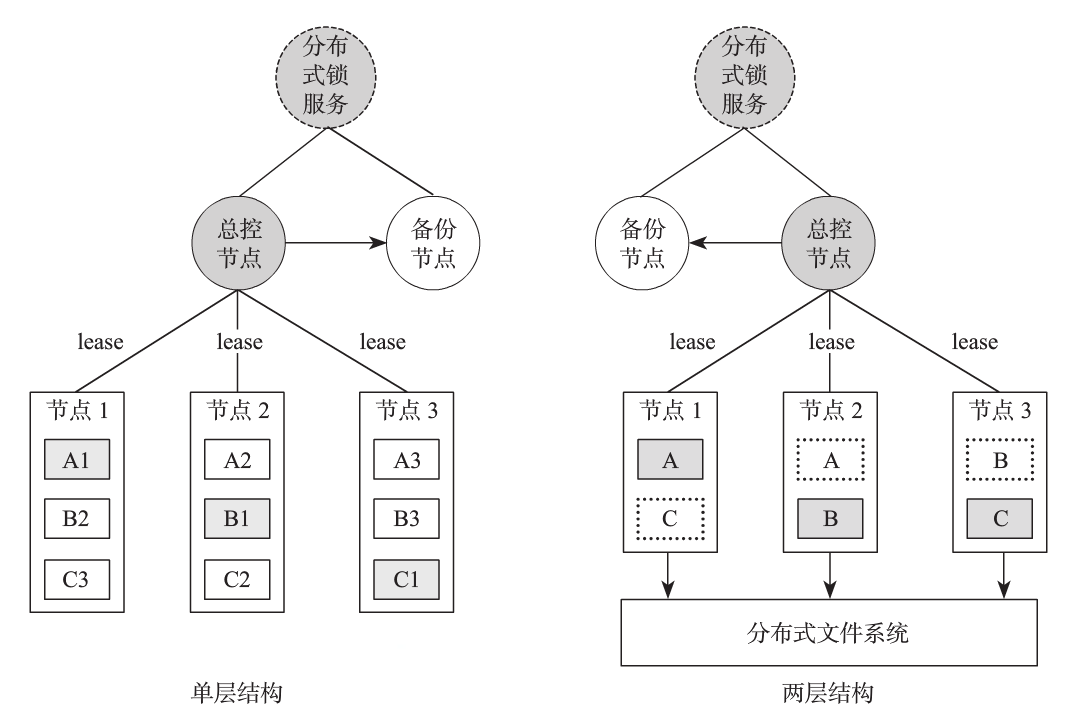 分布
式锁
服务
总控
节点
备份
节点
lease
lease
lease
节点 1
A1
B2
C3
节点 2
A2
B1
C2
节点 3
A3
B3
C1
单层结构
分布
式锁
服务
备份
节点
总控
节点
lease
lease
lease
节点 1
A
C
节点 2
A
B
节点 3
B
C
分布式文件系统
两层结构